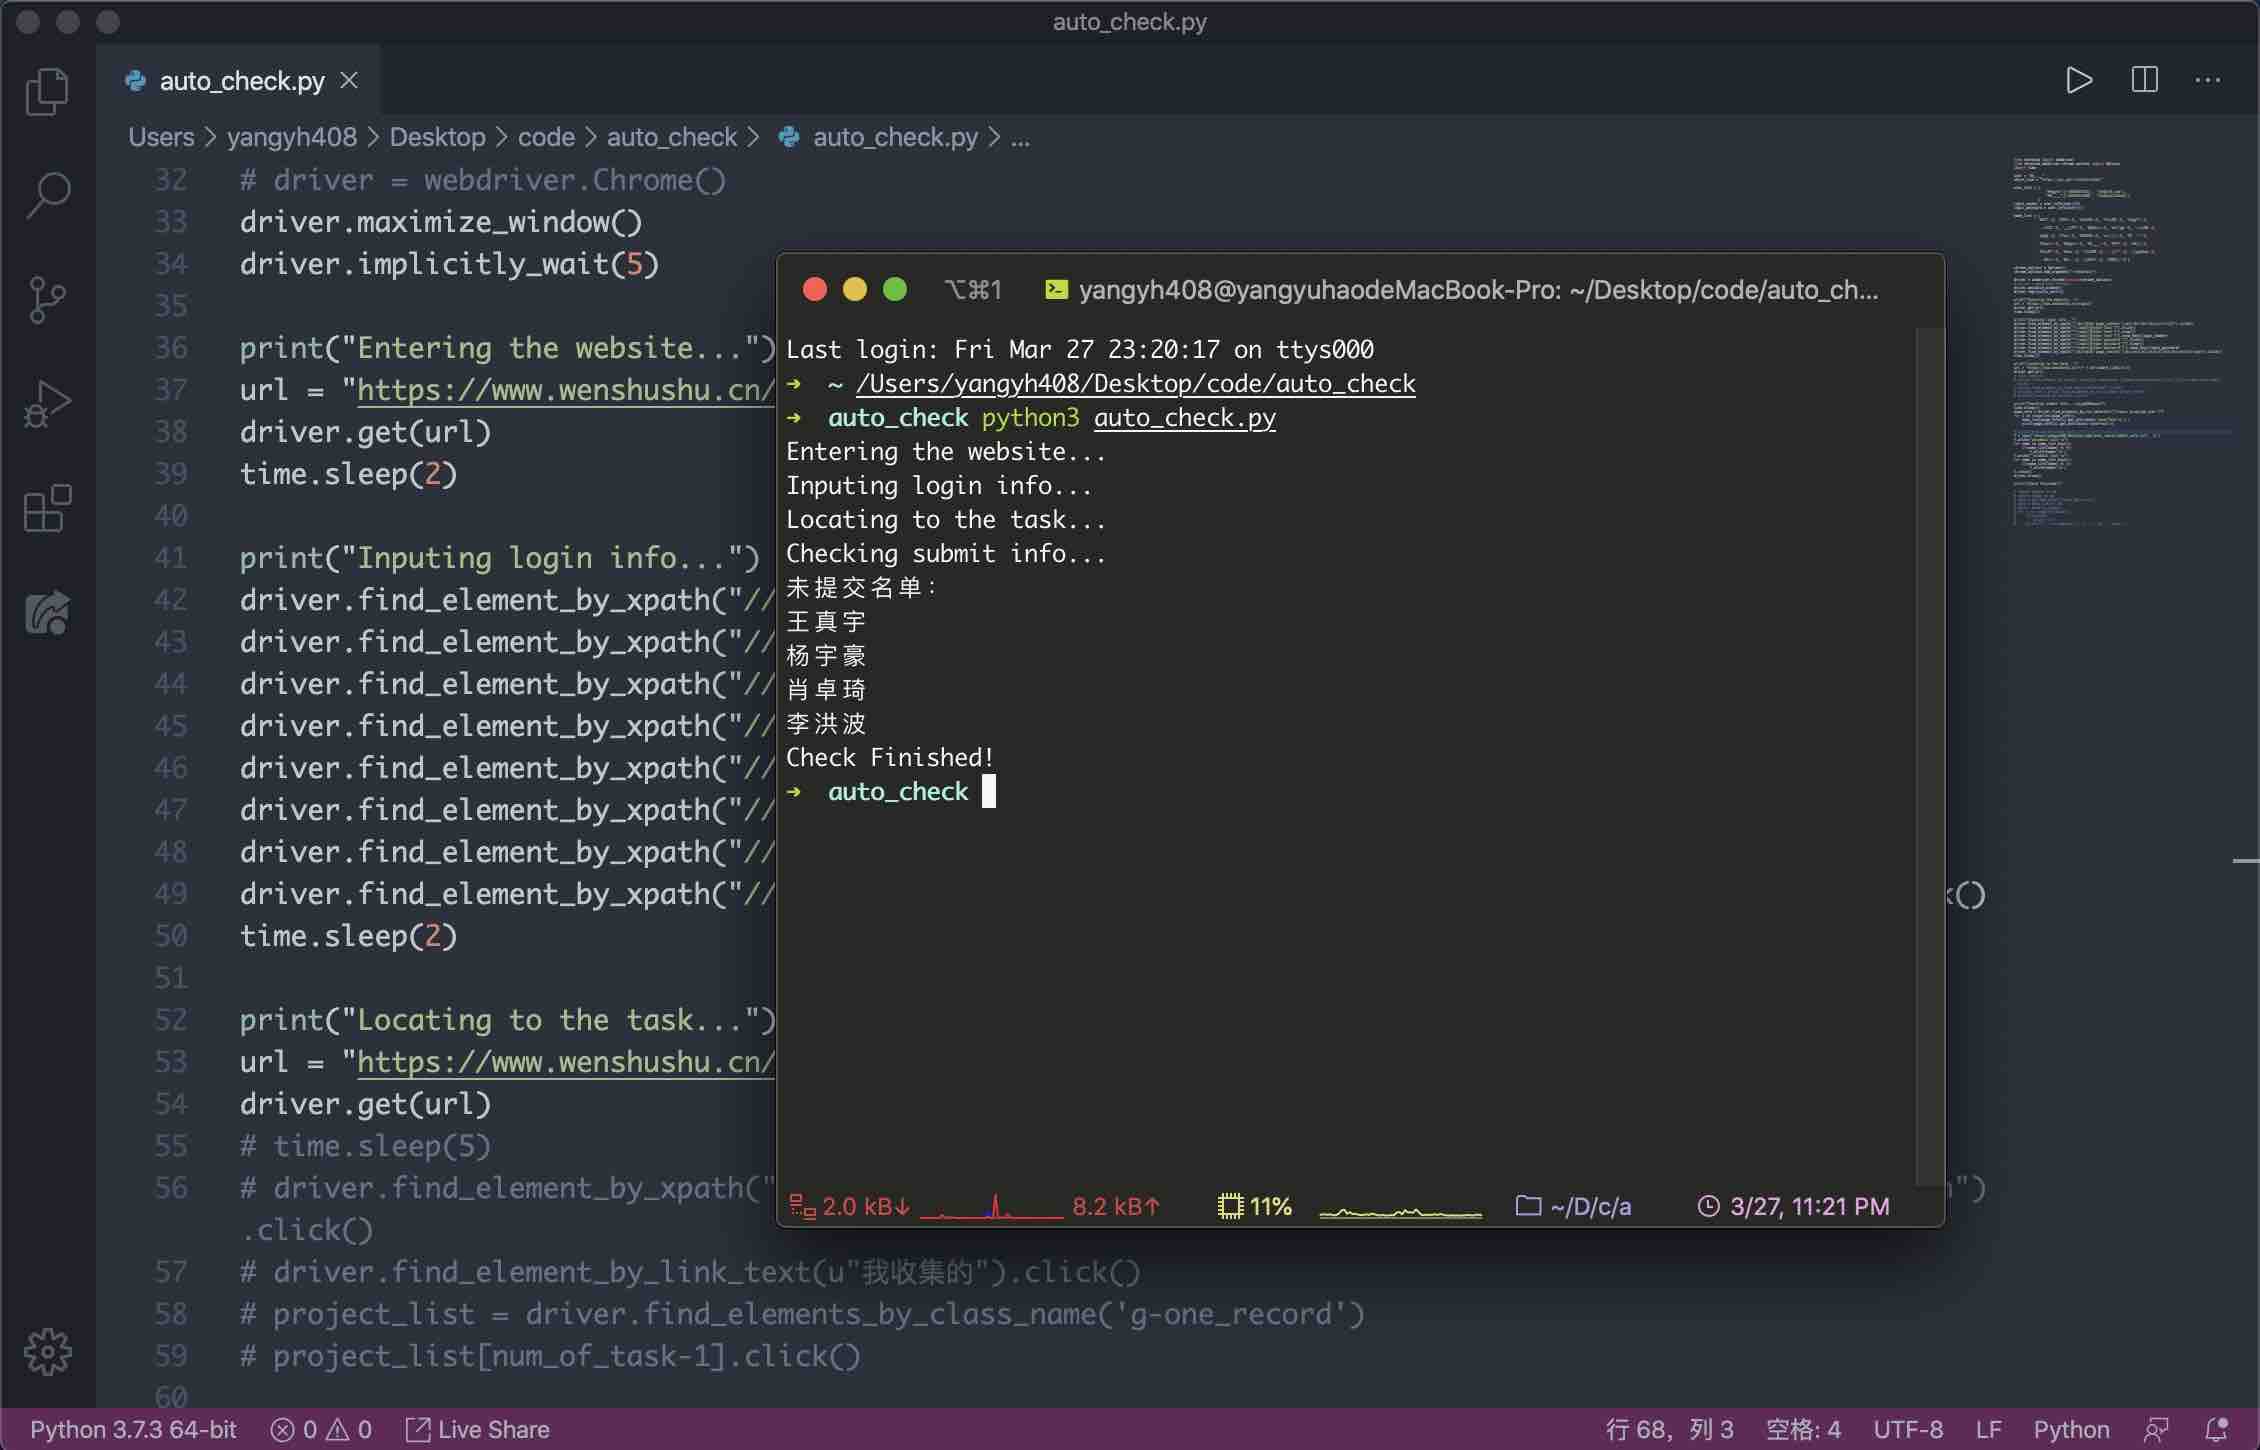 auto_check.py
auto_check.py
Users > yangyh408 > Desktop > code > auto_check > auto_check.py > ...
32 # driver = webdriver.Chrome()
33 driver.maximize_window()
34 driver.implicitly_wait(5)
35
36 print("Entering the website...")
37 url = "https://www.wenshushu.cn/
38 driver.get(url)
39 time.sleep(2)
40
41 print("Inputing login info...")
42 driver.find_element_by_xpath("//
43 driver.find_element_by_xpath("//
44 driver.find_element_by_xpath("//
45 driver.find_element_by_xpath("//
46 driver.find_element_by_xpath("//
47 driver.find_element_by_xpath("//
48 driver.find_element_by_xpath("//
49 driver.find_element_by_xpath("// k()
50 time.sleep(2)
51
52 print("Locating to the task...")
53 url = "https://www.wenshushu.cn/
54 driver.get(url)
55 # time.sleep(5)
56 # driver.find_element_by_xpath(" ")
.click()
57 # driver.find_element_by_link_text(u"我收集的").click()
58 # project_list = driver.find_elements_by_class_name('g-one_record')
59 # project_list[num_of_task-1].click()
60
⌥⌘1 yangyh408@yangyuhaodeMacBook-Pro: ~/Desktop/code/auto_ch...
Last login: Fri Mar 27 23:20:17 on ttys000
➜ ~ /Users/yangyh408/Desktop/code/auto_check
➜ auto_check python3 auto_check.py
Entering the website...
Inputing login info...
Locating to the task...
Checking submit info...
未提交名单：
王真宇
杨宇豪
肖卓琦
李洪波
Check Finished!
➜ auto_check
2.0 kB↓ 8.2 kB↑ 11% ~/D/c/a 3/27, 11:21 PM
Python 3.7.3 64-bit 0 0 Live Share 行 68，列 3 空格: 4 UTF-8 LF Python